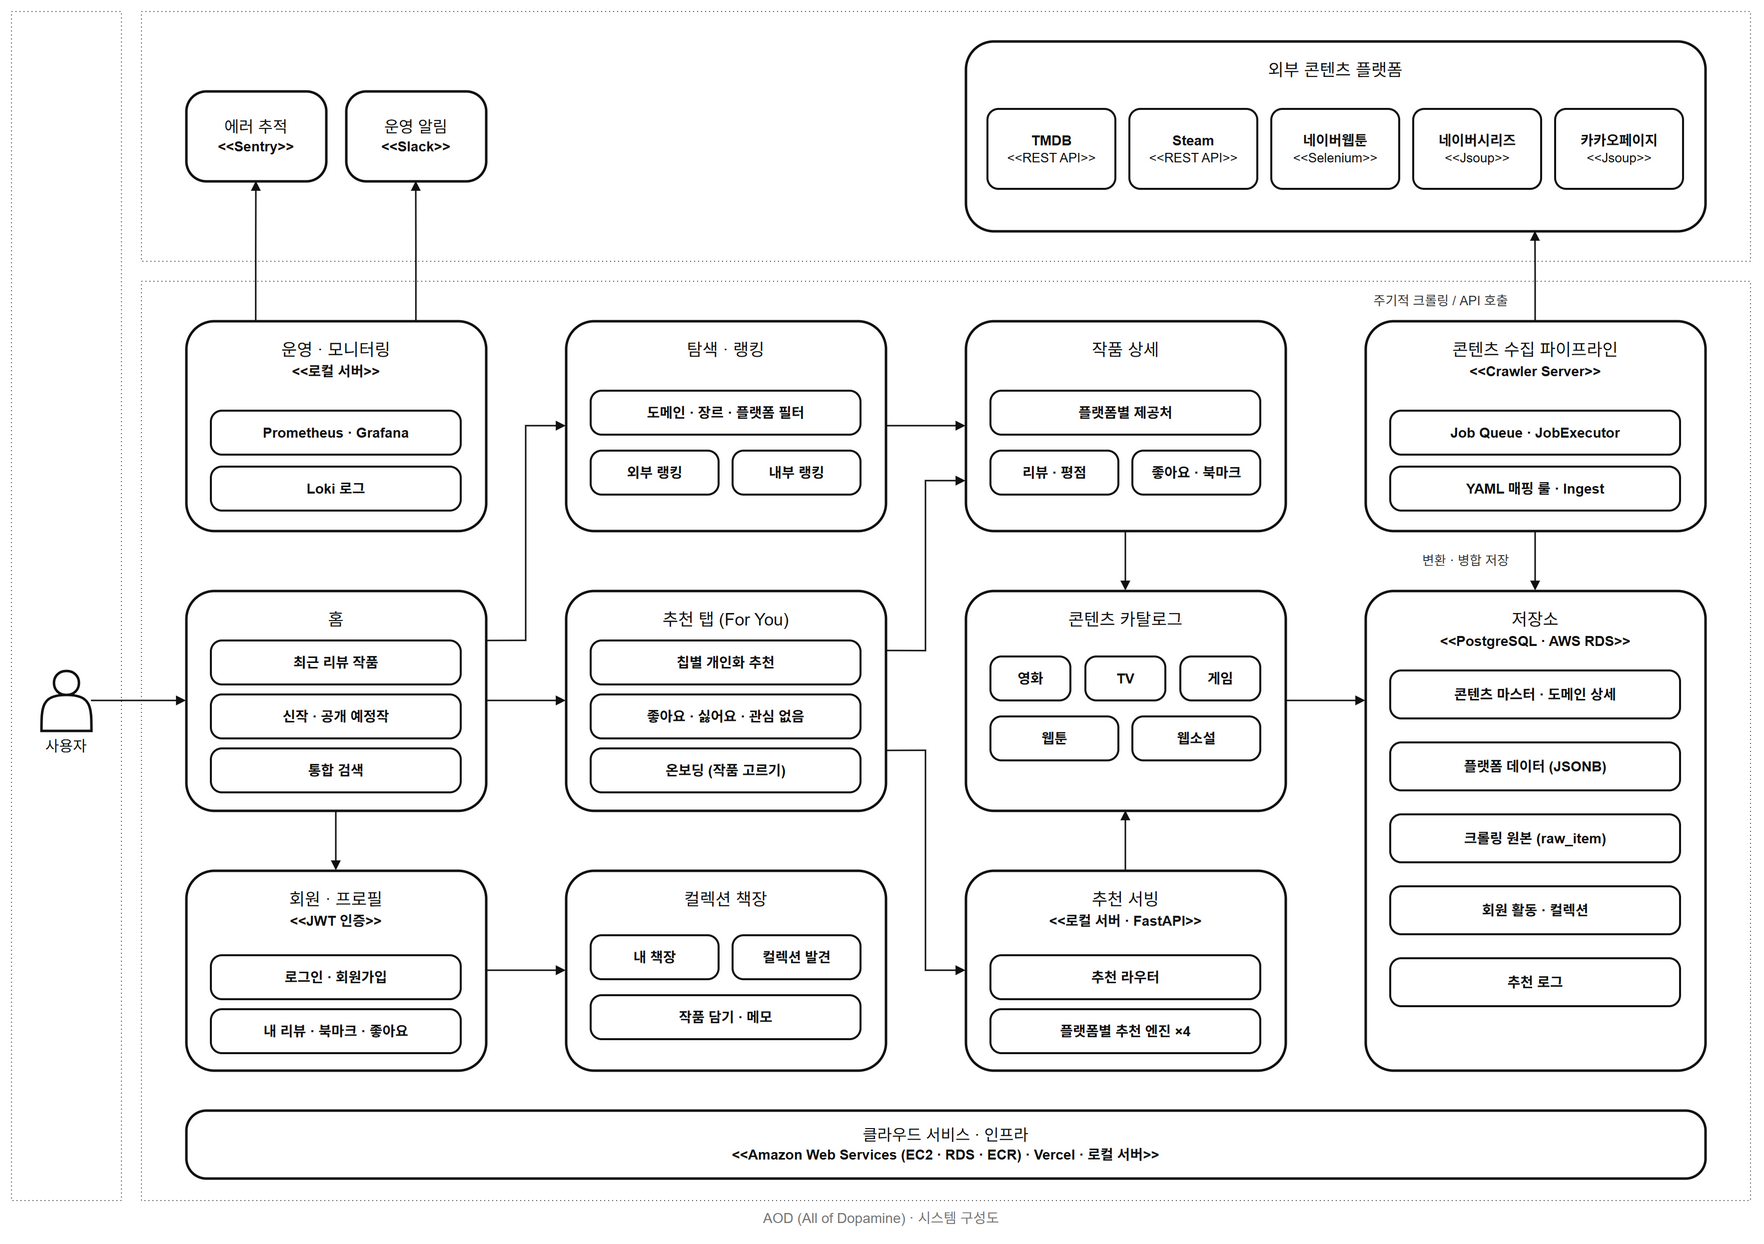 외부 콘텐츠 플랫폼
TMDB
<<REST API>>
Steam
<<REST API>>
네이버웹툰
<<Selenium>>
네이버시리즈
<<Jsoup>>
카카오페이지
<<Jsoup>>
에러 추적
<<Sentry>>
운영 알림
<<Slack>>
주기적 크롤링 / API 호출
운영 · 모니터링
<<로컬 서버>>
Prometheus · Grafana
Loki 로그
탐색 · 랭킹
도메인 · 장르 · 플랫폼 필터
외부 랭킹
내부 랭킹
작품 상세
플랫폼별 제공처
리뷰 · 평점
좋아요 · 북마크
콘텐츠 수집 파이프라인
<<Crawler Server>>
Job Queue · JobExecutor
YAML 매핑 룰 · Ingest
변환 · 병합 저장
사용자
홈
최근 리뷰 작품
신작 · 공개 예정작
통합 검색
추천 탭 (For You)
칩별 개인화 추천
좋아요 · 싫어요 · 관심 없음
온보딩 (작품 고르기)
콘텐츠 카탈로그
영화
TV
게임
웹툰
웹소설
저장소
<<PostgreSQL · AWS RDS>>
콘텐츠 마스터 · 도메인 상세
플랫폼 데이터 (JSONB)
크롤링 원본 (raw_item)
회원 활동 · 컬렉션
추천 로그
회원 · 프로필
<<JWT 인증>>
로그인 · 회원가입
내 리뷰 · 북마크 · 좋아요
컬렉션 책장
내 책장
컬렉션 발견
작품 담기 · 메모
추천 서빙
<<로컬 서버 · FastAPI>>
추천 라우터
플랫폼별 추천 엔진 ×4
클라우드 서비스 · 인프라
<<Amazon Web Services (EC2 · RDS · ECR) · Vercel · 로컬 서버>>
AOD (All of Dopamine) · 시스템 구성도